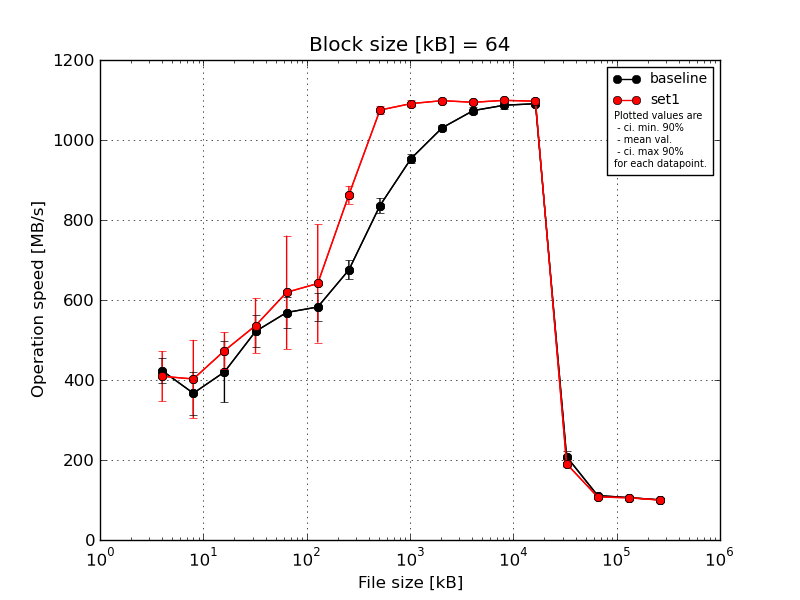 Block size [kB] = 64
1200
1000
800
600
400
200
0
Operation speed [MB/s]
baseline
set1
Plotted values are
- ci. min. 90%
- mean val.
- ci. max 90%
for each datapoint.
10^0 10^1 10^2 10^3 10^4 10^5 10^6
File size [kB]